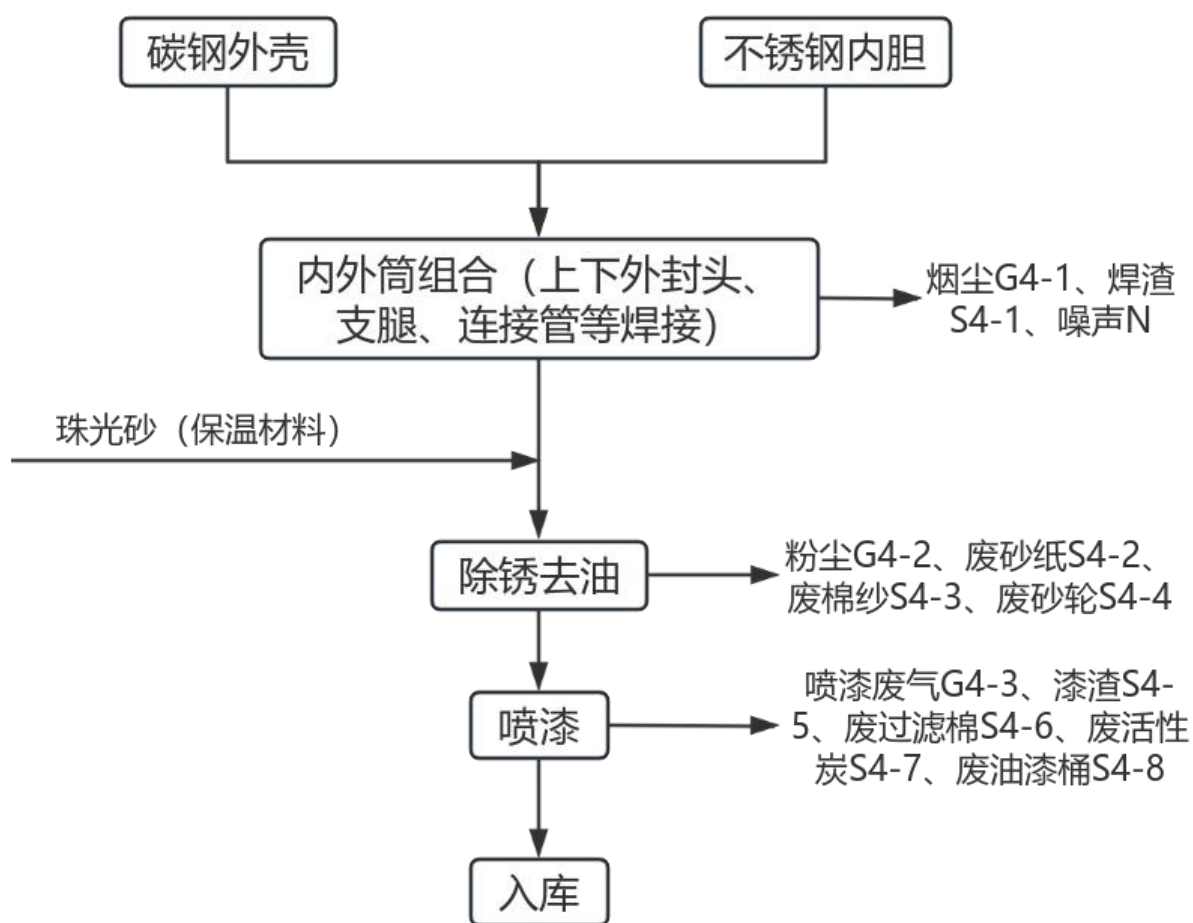 碳钢外壳
不锈钢内胆
内外筒组合（上下外封头、
支腿、连接管等焊接）
烟尘G4-1、焊渣
S4-1、噪声N
珠光砂（保温材料）
除锈去油
粉尘G4-2、废砂纸S4-2、
废棉纱S4-3、废砂轮S4-4
喷漆
喷漆废气G4-3、漆渣S4-
5、废过滤棉S4-6、废活性
炭S4-7、废油漆桶S4-8
入库